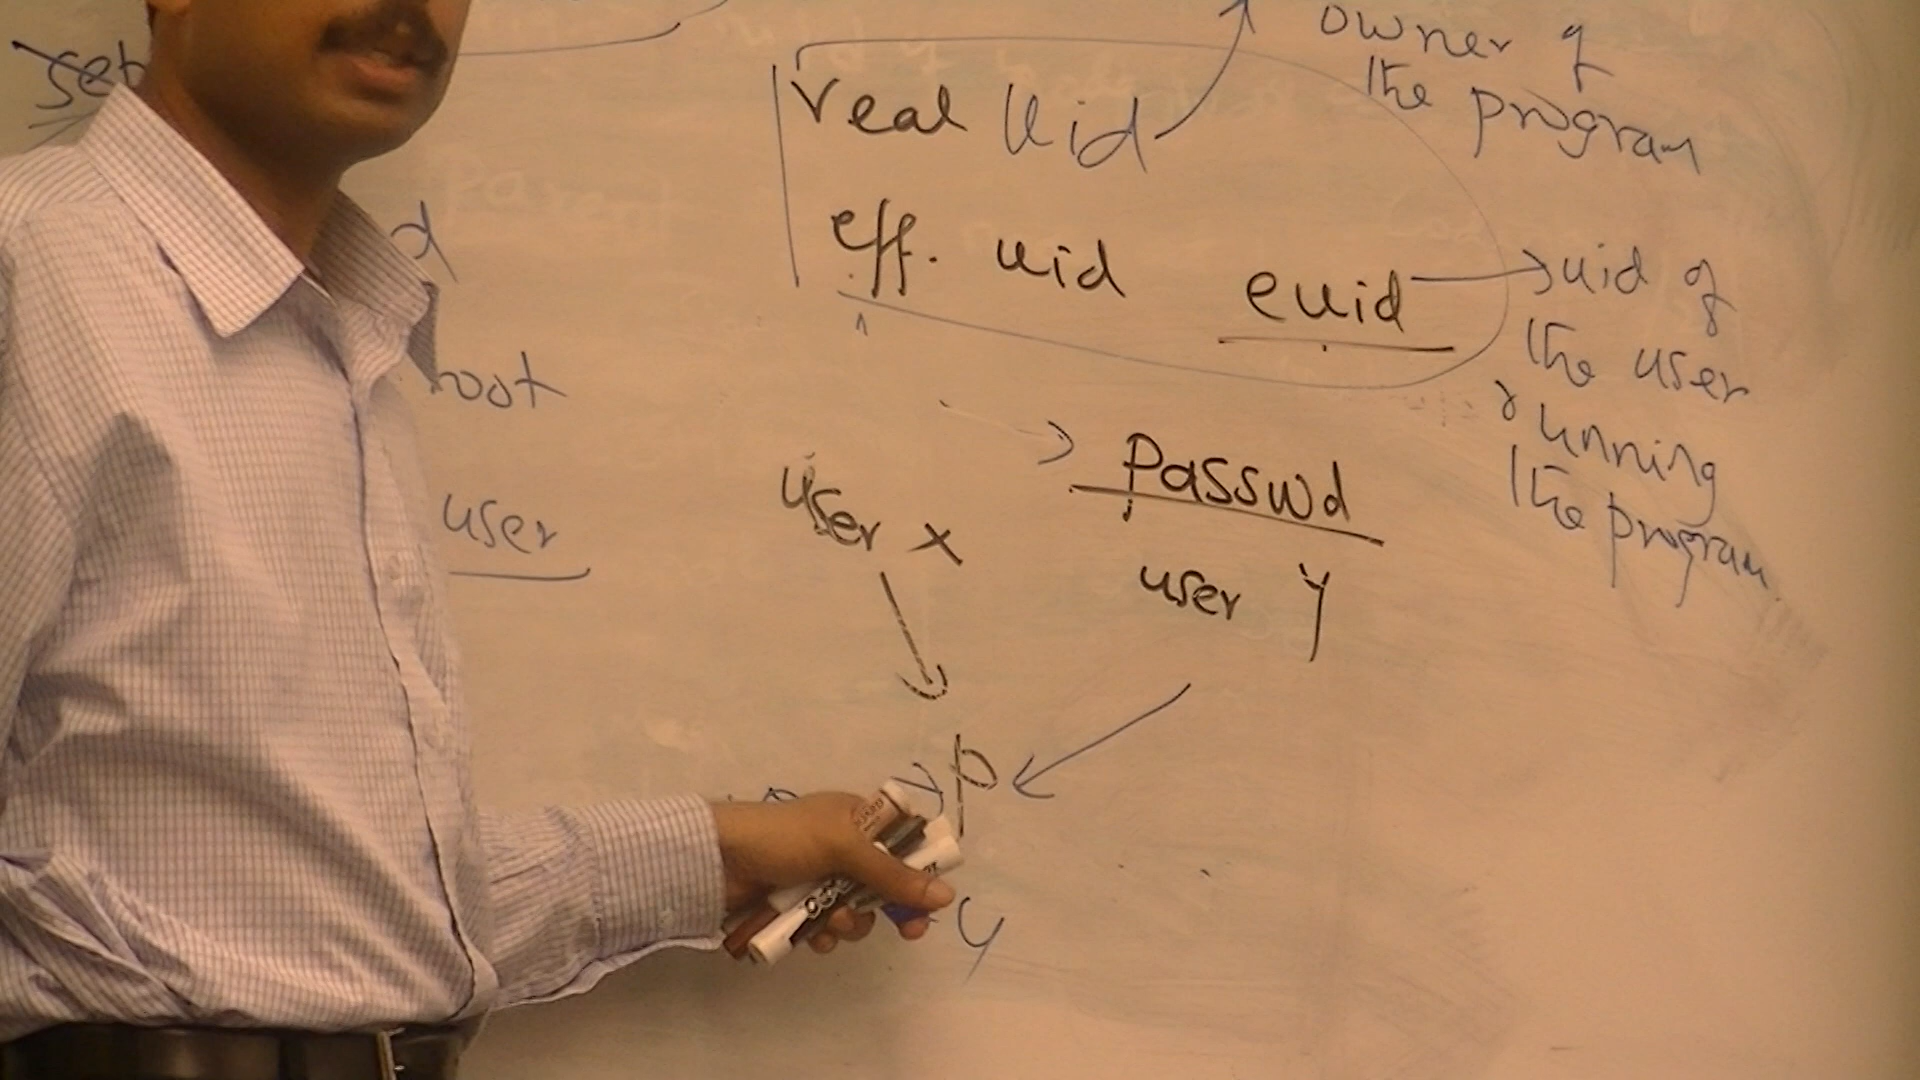 owner of
the program
real uid
eff. uid euid
uid of
the user
running
the program
root
user
user x
passwd
user y
p
y